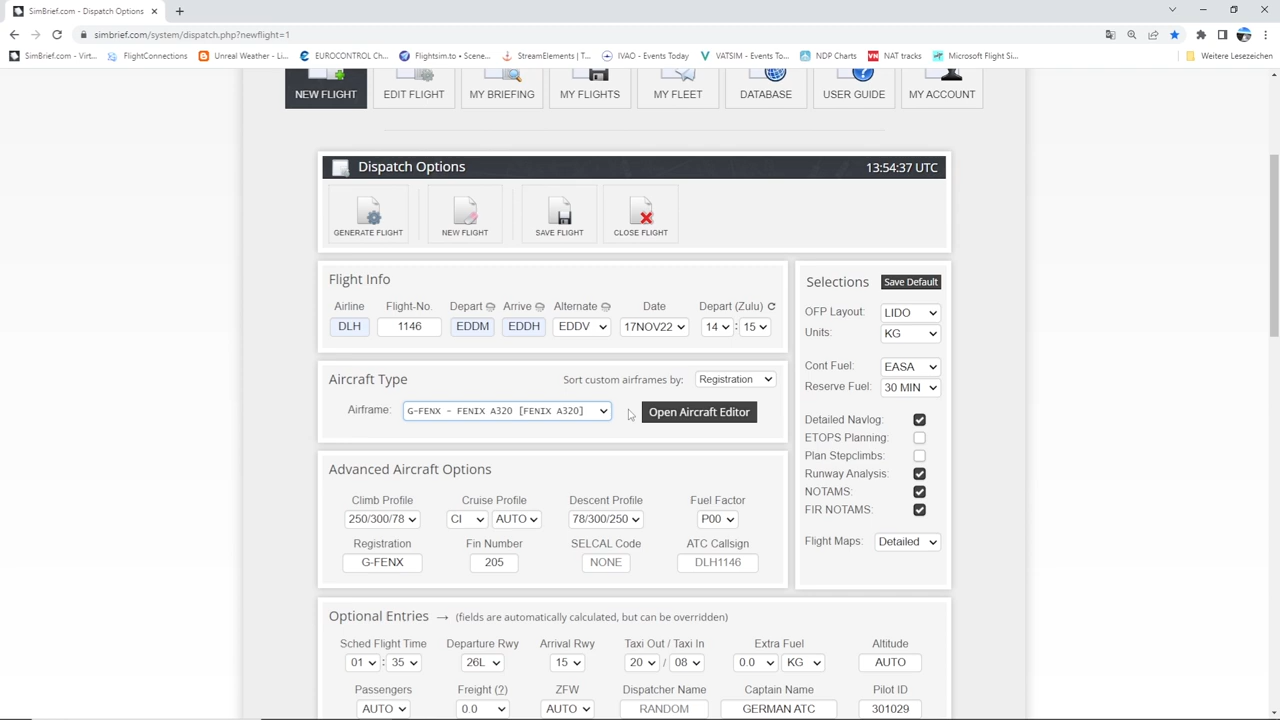 SimBrief.com - Dispatch Options
simbrief.com/system/dispatch.php?newflight=1
SimBrief.com - Virt... FlightConnections Unreal Weather - Li... EUROCONTROL Ch... Flightsim.to • Scene... StreamElements | T... IVAO - Events Today VATSIM - Events To... NDP Charts NAT tracks Microsoft Flight Si... Weitere Lesezeichen
NEW FLIGHT EDIT FLIGHT MY BRIEFING MY FLIGHTS MY FLEET DATABASE USER GUIDE MY ACCOUNT
Dispatch Options 13:54:37 UTC
GENERATE FLIGHT NEW FLIGHT SAVE FLIGHT CLOSE FLIGHT
Flight Info
Airline Flight-No. Depart Arrive Alternate Date Depart (Zulu)
DLH 1146 EDDM EDDH EDDV 17NOV22 14 : 15
Aircraft Type Sort custom airframes by: Registration
Airframe: G-FENX - FENIX A320 [FENIX A320] Open Aircraft Editor
Advanced Aircraft Options
Climb Profile Cruise Profile Descent Profile Fuel Factor
250/300/78 CI AUTO 78/300/250 P00
Registration Fin Number SELCAL Code ATC Callsign
G-FENX 205 NONE DLH1146
Selections Save Default
OFP Layout: LIDO
Units: KG
Cont Fuel: EASA
Reserve Fuel: 30 MIN
Detailed Navlog:
ETOPS Planning:
Plan Stepclimbs:
Runway Analysis:
NOTAMS:
FIR NOTAMS:
Flight Maps: Detailed
Optional Entries → (fields are automatically calculated, but can be overridden)
Sched Flight Time Departure Rwy Arrival Rwy Taxi Out / Taxi In Extra Fuel Altitude
01 : 35 26L 15 20 / 08 0.0 KG AUTO
Passengers Freight (?) ZFW Dispatcher Name Captain Name Pilot ID
AUTO 0.0 AUTO RANDOM GERMAN ATC 301029